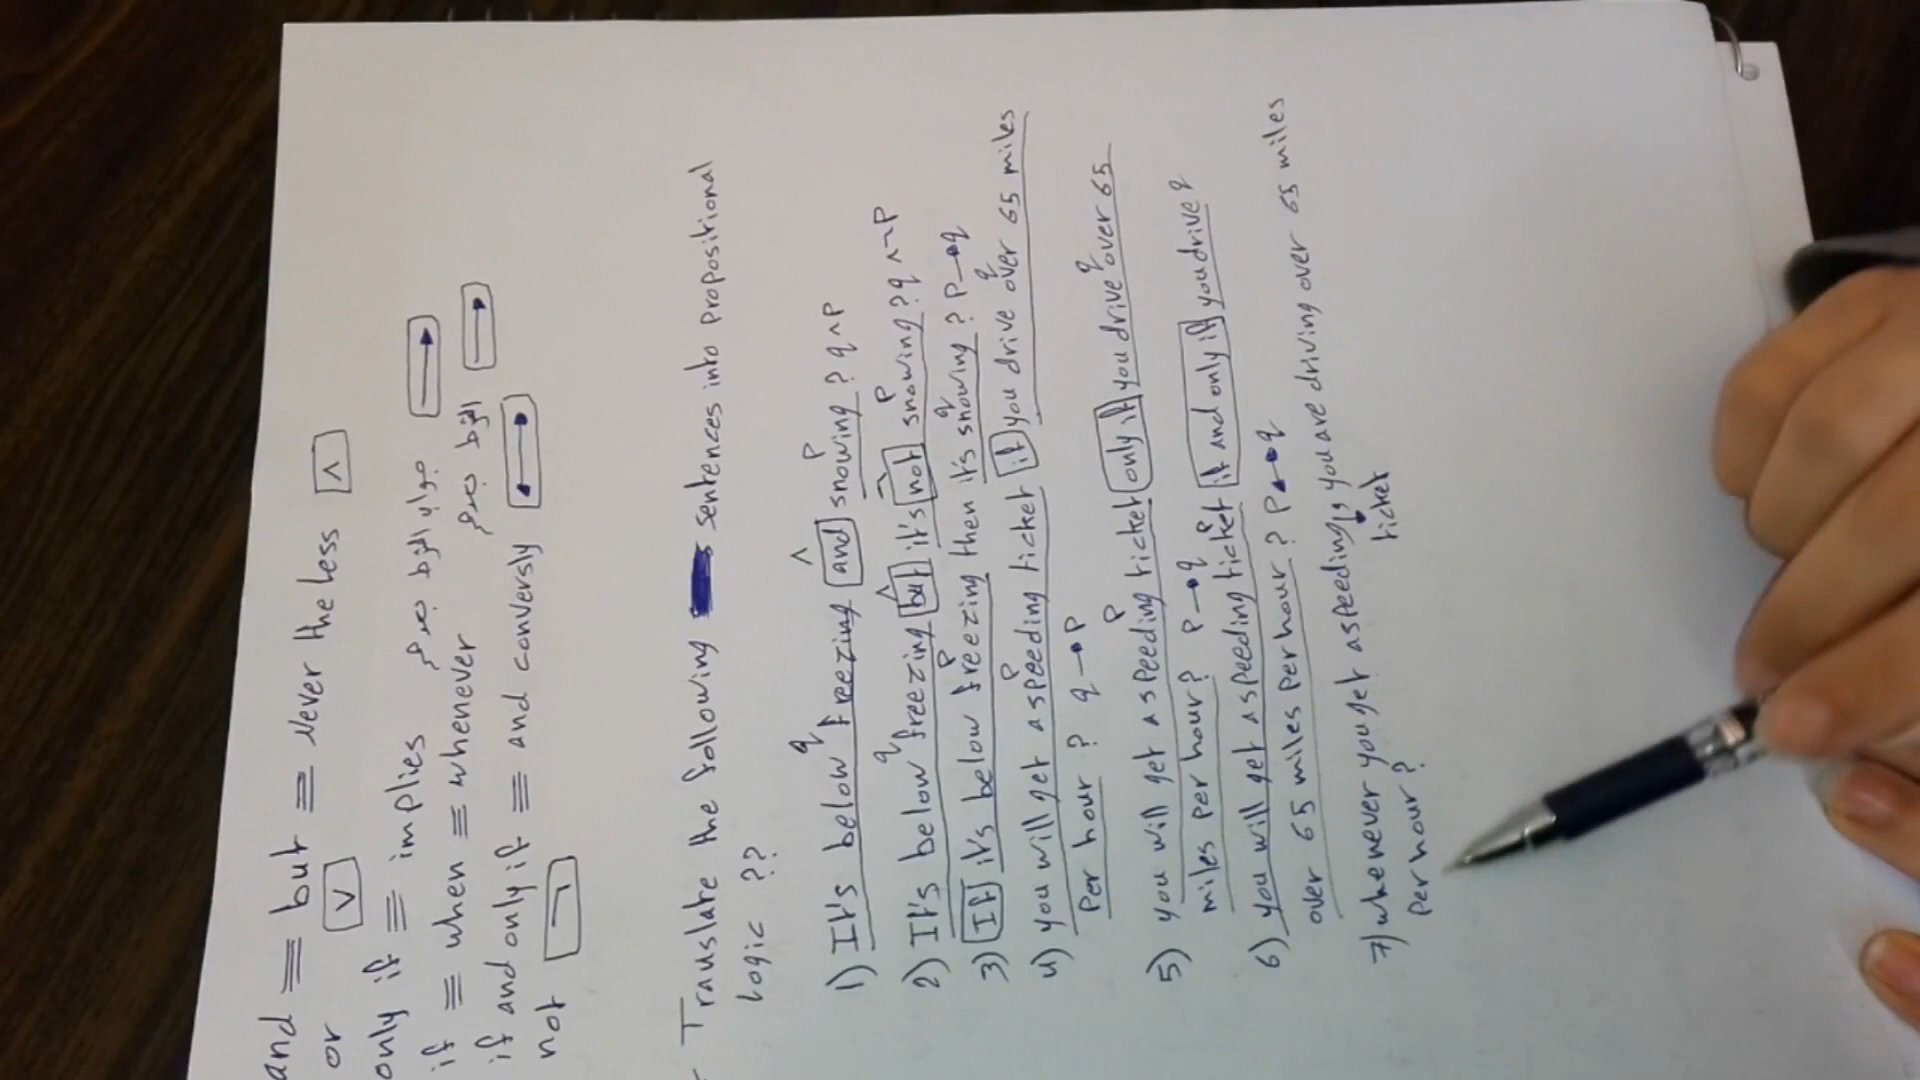 and ≡ but ≡ never the less ∧
or ∨
only if ≡ implies →
if ≡ when ≡ whenever →
if and only if ≡ and conversly ↔
not ¬
Translate the following sentences into propositional
logic ??
1) It's below freezing and snowing? q ∧ P
2) It's below freezing but it's not snowing? q ∧ ¬ P
3) If it's below freezing then it's snowing? P → q
4) you will get a speeding ticket if you drive over 65 miles
Per hour? q → P
5) you will get a speeding ticket only if you drive over 65
miles per hour? P → q
6) you will get a speeding ticket if and only if you drive
over 65 miles per hour? P ↔ q
7) whenever you get a speeding ticket you are driving over 65 miles
Per hour?